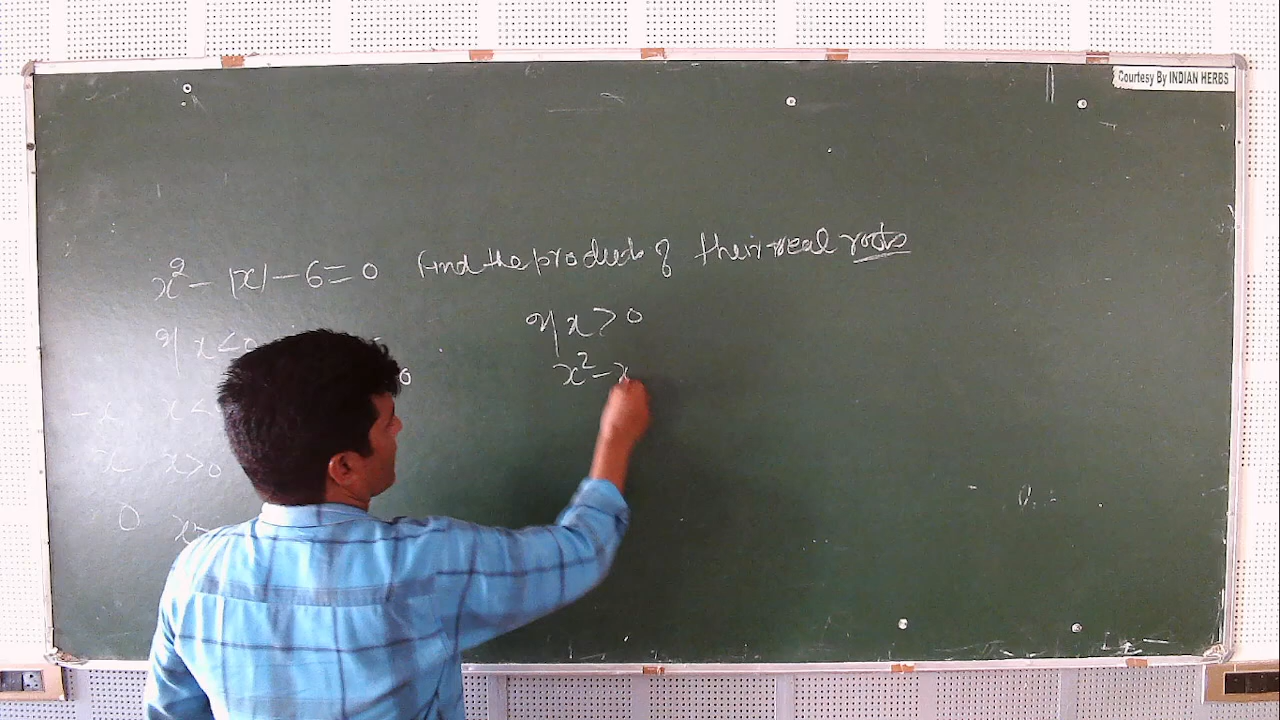 Courtesy By INDIAN HERBS
x² - |x| - 6 = 0 Find the products of their real roots
If x < 0
0
-x x <
x x > 0
0 x
If x > 0
x² - x